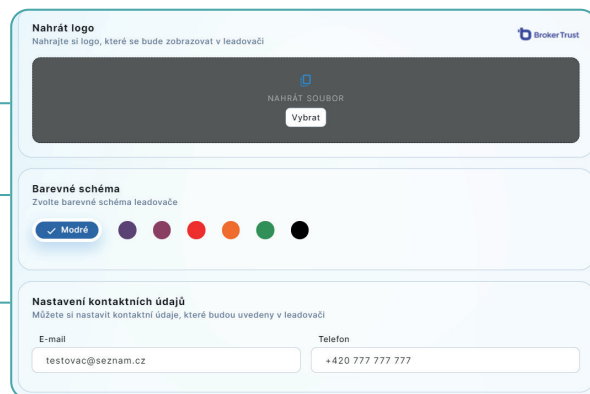 Nahrát logo
Nahrajte si logo, které se bude zobrazovat v leadovači
BrokerTrust
NAHRÁT SOUBOR
Vybrat
Barevné schéma
Zvolte barevné schéma leadovače
Modré
Nastavení kontaktních údajů
Můžete si nastavit kontaktní údaje, které budou uvedeny v leadovači
E-mail
Telefon
testovac@seznam.cz
+420 777 777 777